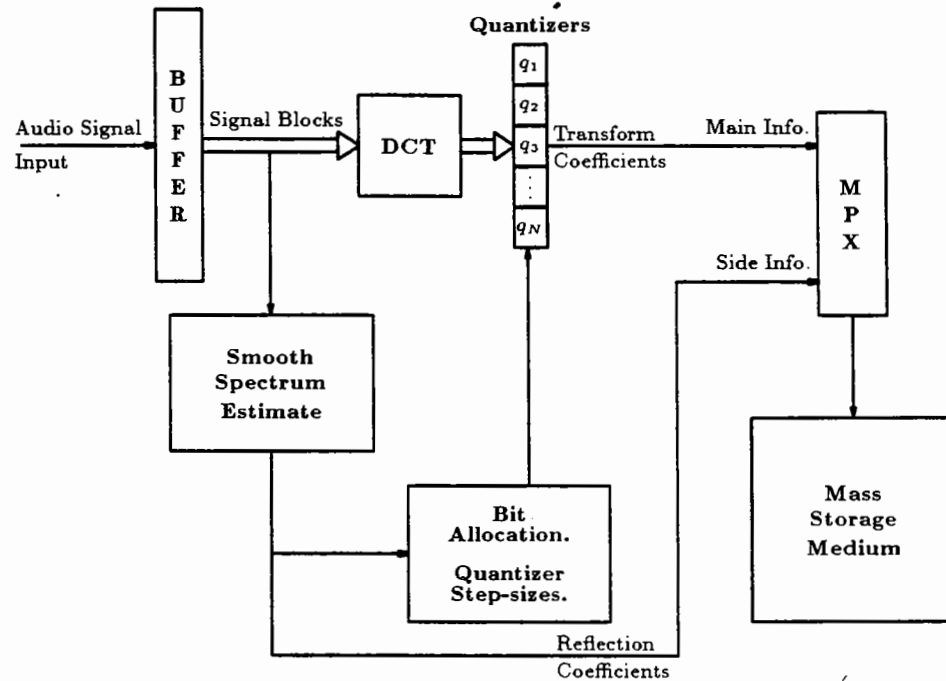 Quantizers
B
U
F
F
E
R
Audio Signal
Input
Signal Blocks
DCT
q1
q2
q3
⋮
qN
Transform
Coefficients
Main Info.
Side Info.
M
P
X
Smooth
Spectrum
Estimate
Bit
Allocation.
Quantizer
Step-sizes.
Mass
Storage
Medium
Reflection
Coefficients